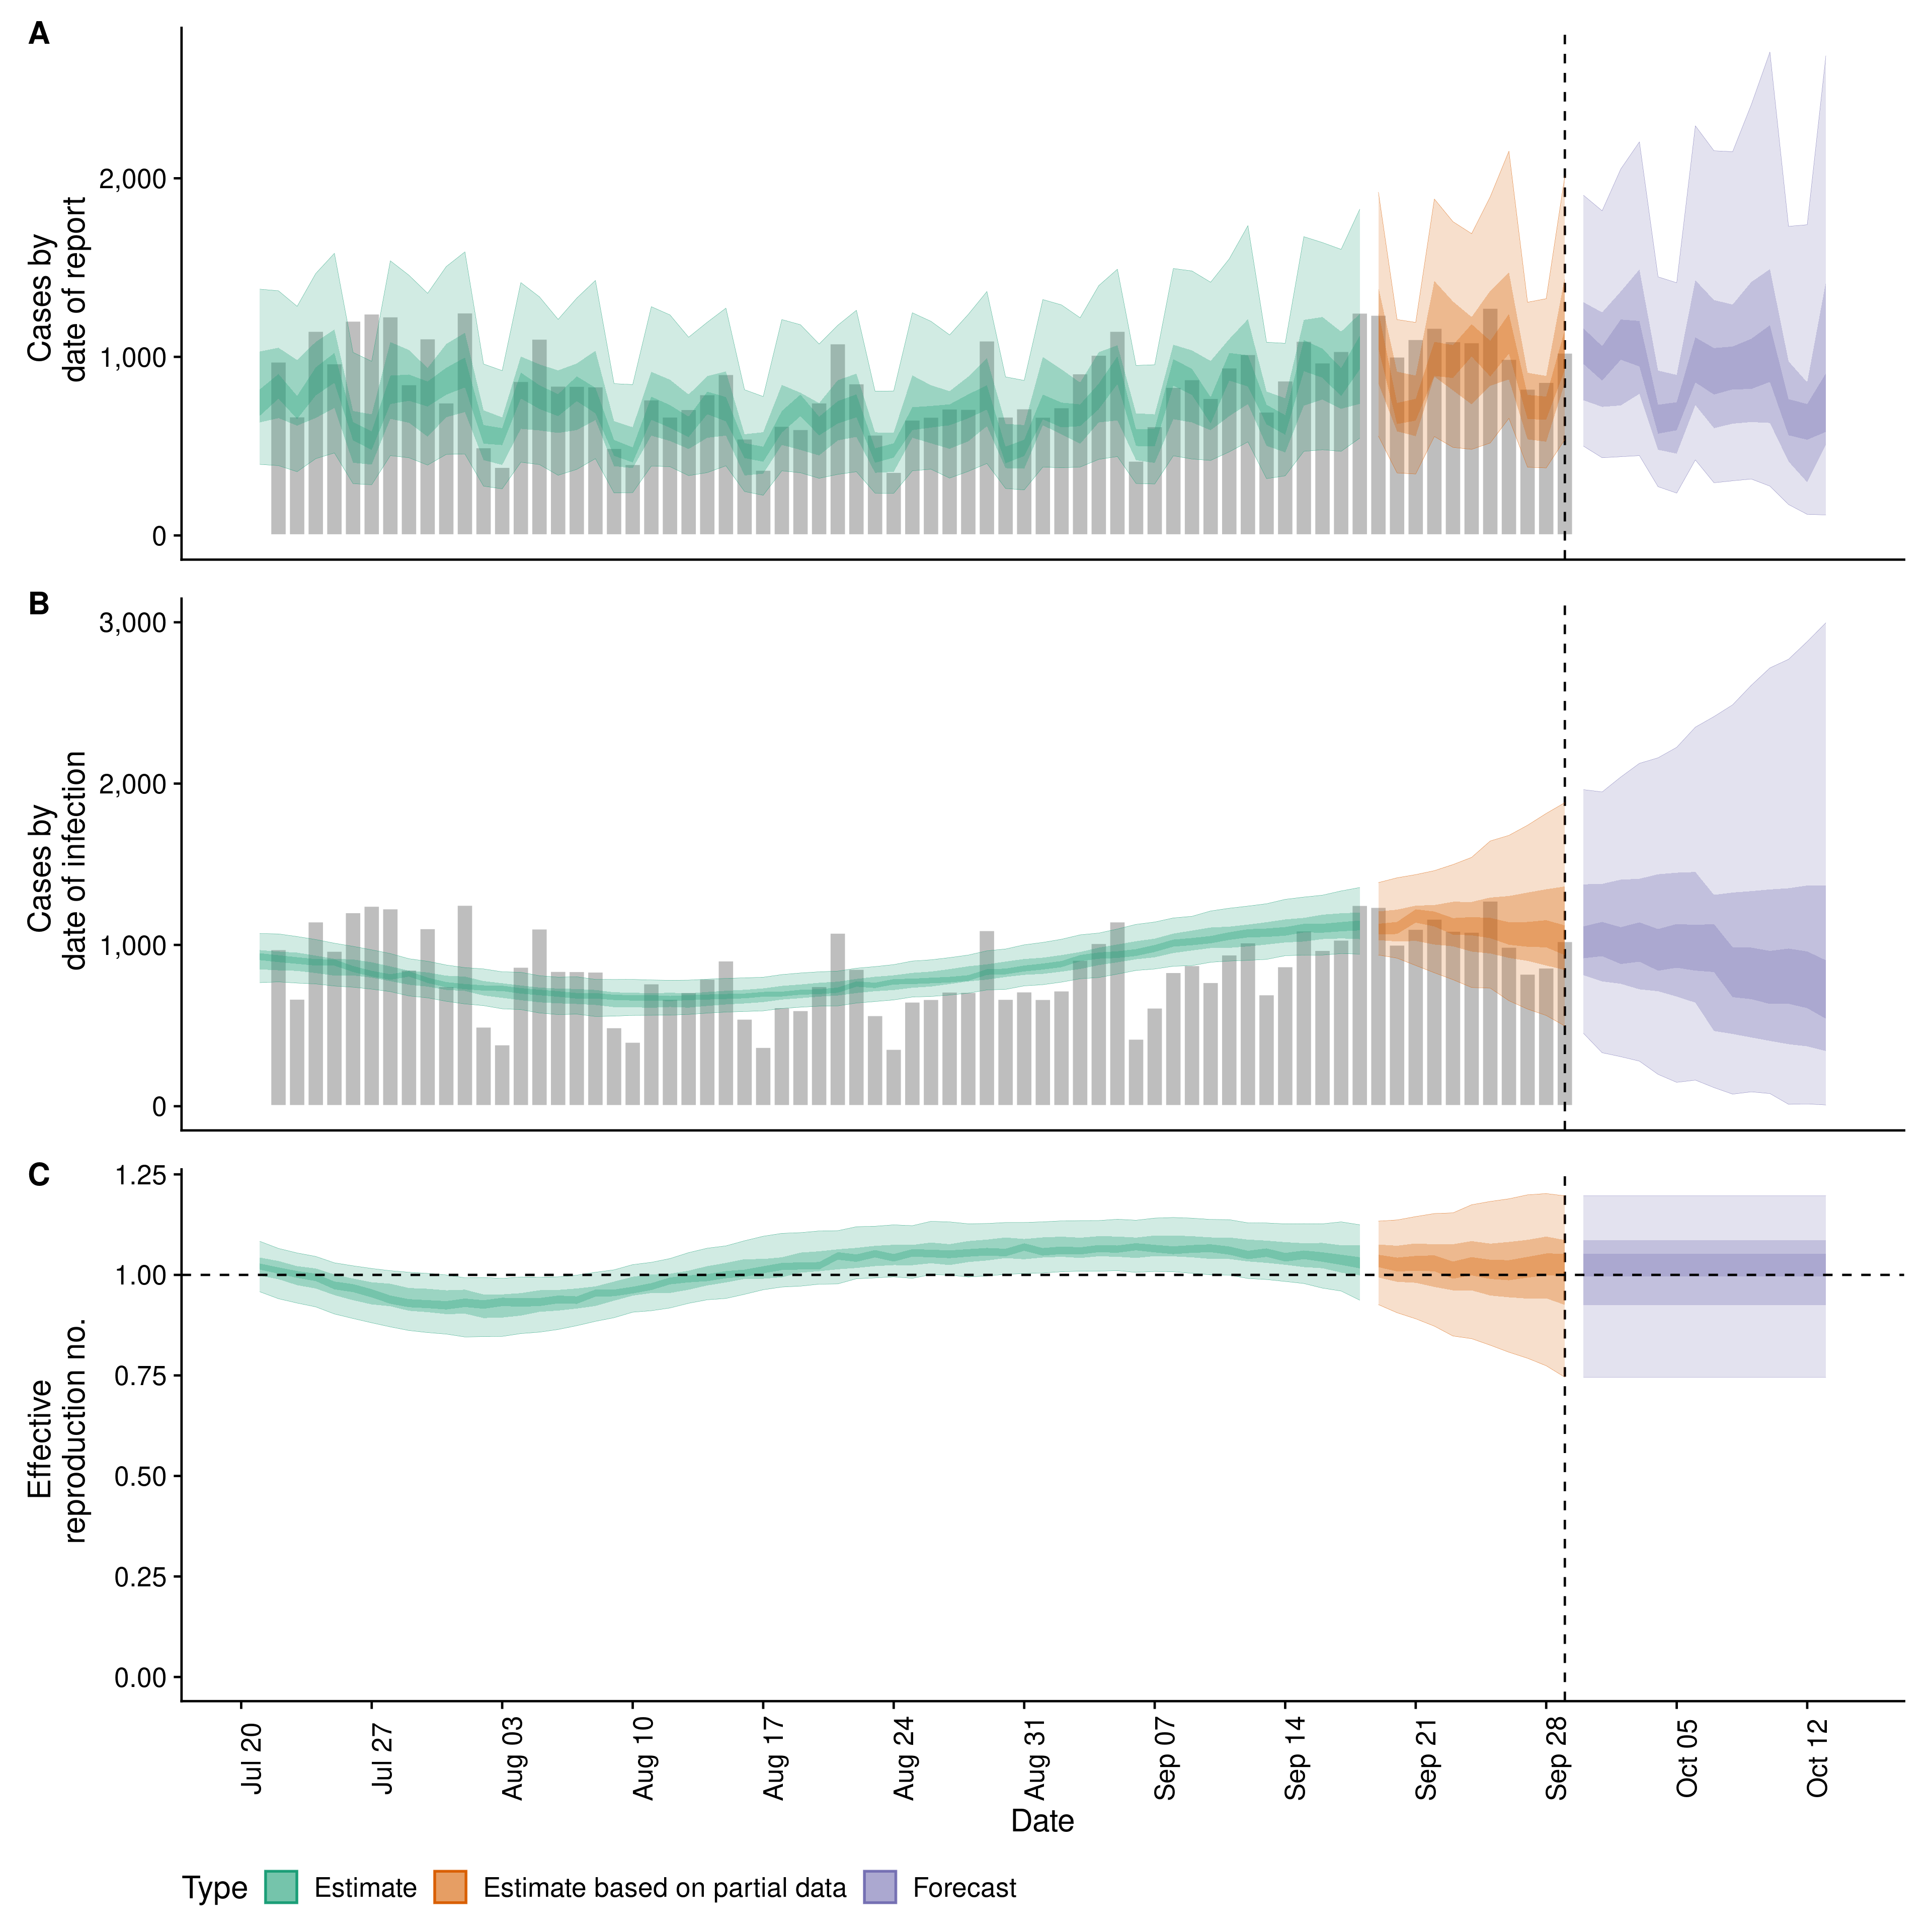 A
Cases by
date of report
2,000
1,000
0
B
Cases by
date of infection
3,000
2,000
1,000
0
C
Effective
reproduction no.
1.25
1.00
0.75
0.50
0.25
0.00
Jul 20
Jul 27
Aug 03
Aug 10
Aug 17
Aug 24
Aug 31
Sep 07
Sep 14
Sep 21
Sep 28
Oct 05
Oct 12
Date
Type Estimate Estimate based on partial data Forecast